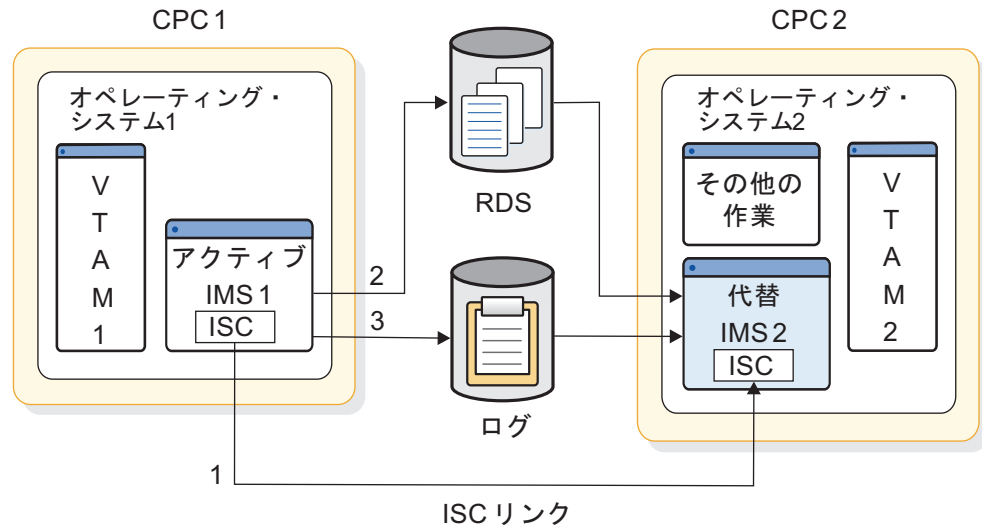 CPC 1
CPC 2
オペレーティング・
システム1
V
T
A
M
1
アクティブ
IMS 1
ISC
2
3
1
RDS
ログ
ISC リンク
オペレーティング・
システム2
その他の
作業
代替
IMS 2
ISC
V
T
A
M
2